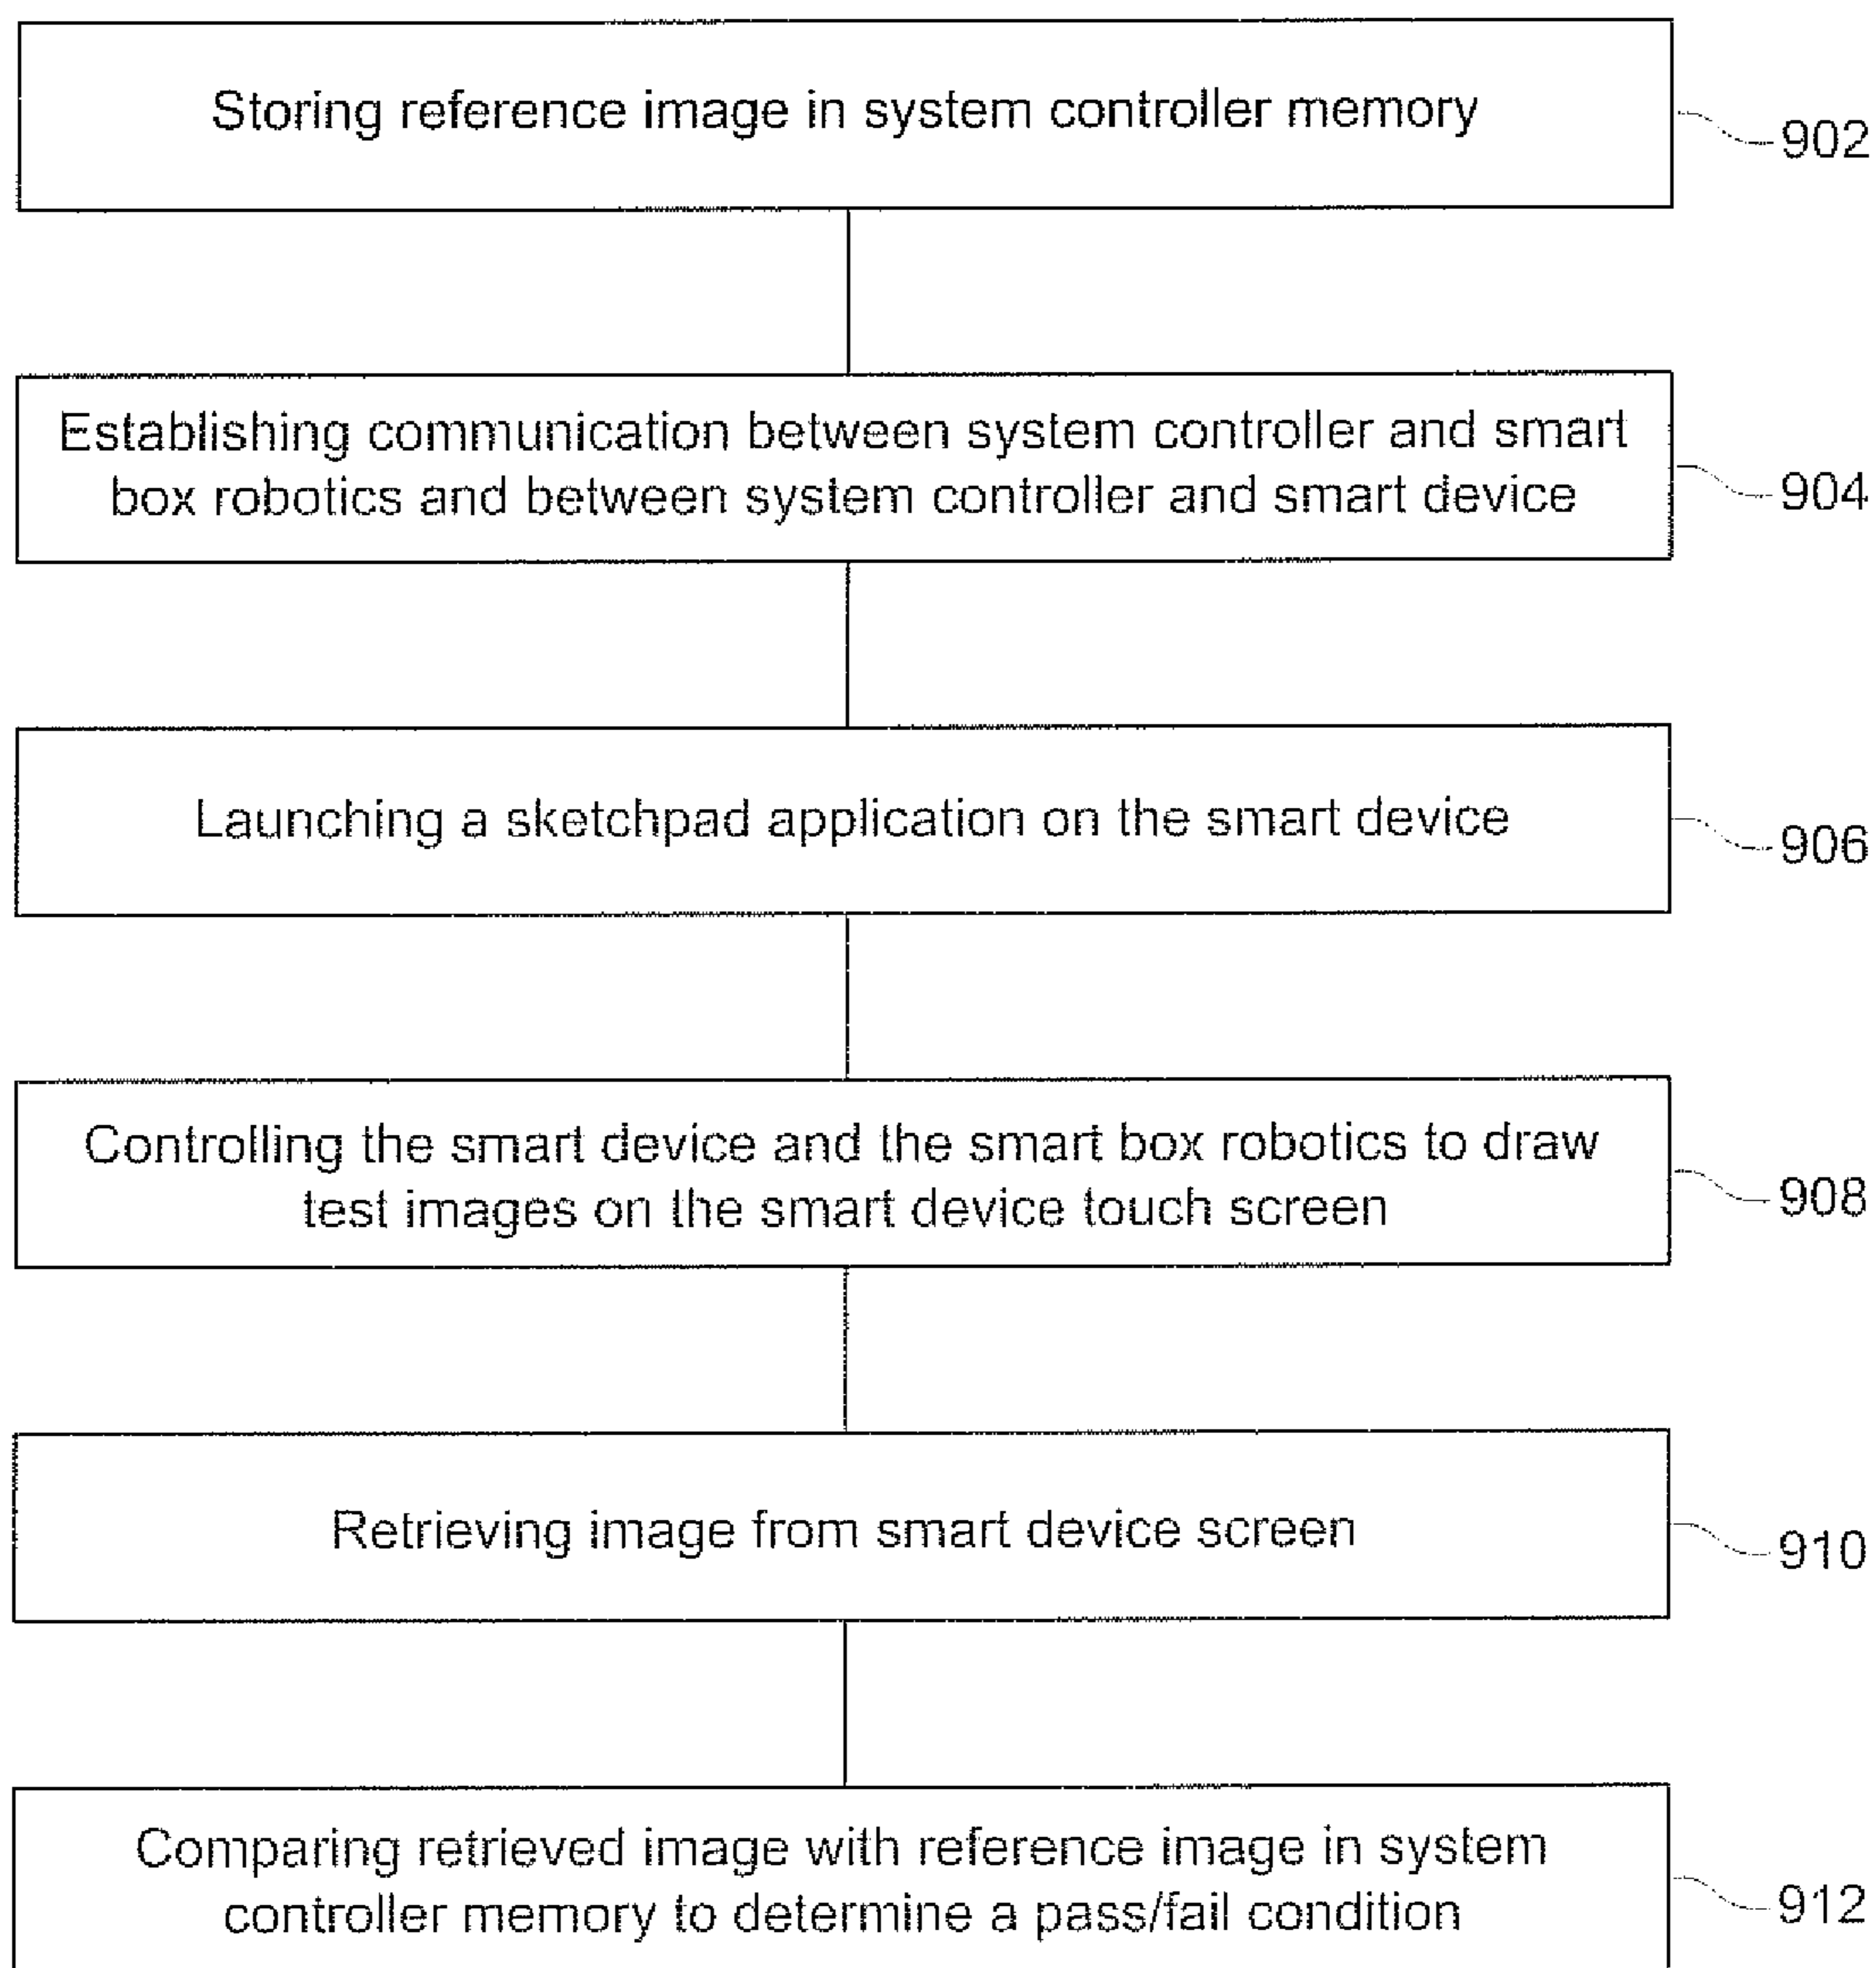 Storing reference image in system controller memory
902
Establishing communication between system controller and smart
box robotics and between system controller and smart device
904
Launching a sketchpad application on the smart device
906
Controlling the smart device and the smart box robotics to draw
test images on the smart device touch screen
908
Retrieving image from smart device screen
910
Comparing retrieved image with reference image in system
controller memory to determine a pass/fail condition
912